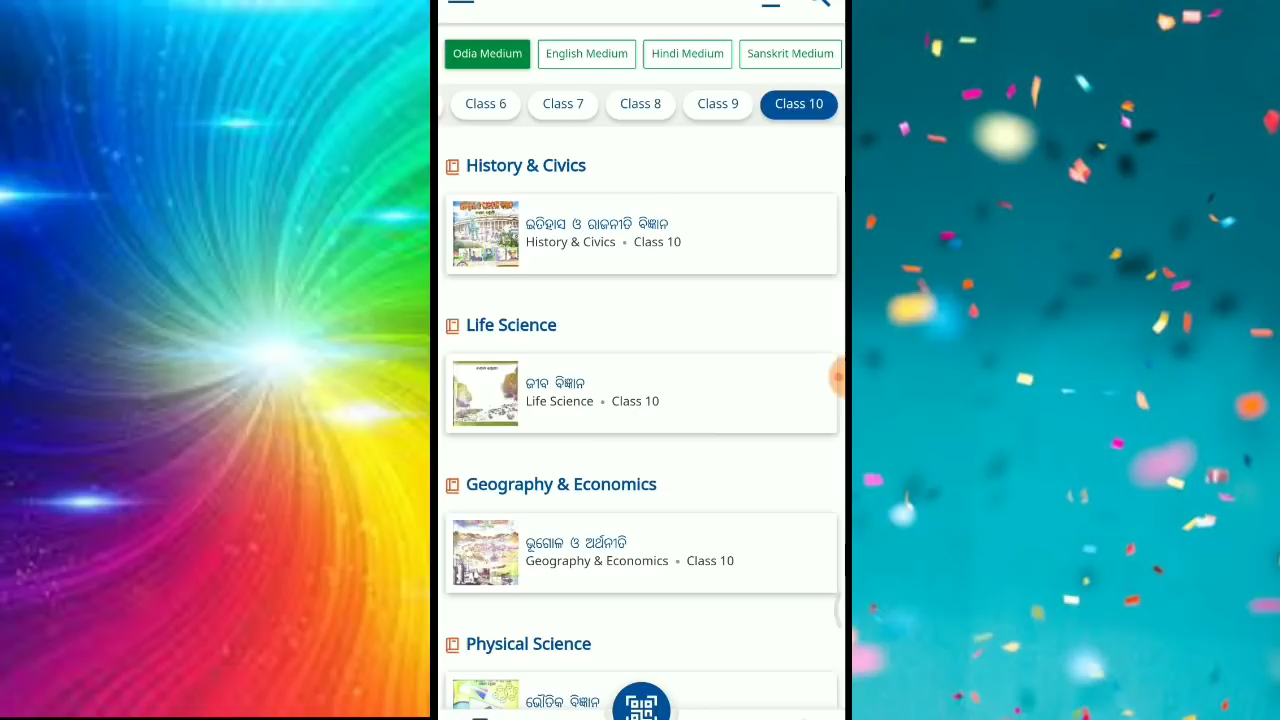 Odia Medium English Medium Hindi Medium Sanskrit Medium
Class 6 Class 7 Class 8 Class 9 Class 10
History & Civics
ଇତିହାସ ଓ ରାଜନୀତି ବିଜ୍ଞାନ
History & Civics • Class 10
Life Science
ଜୀବ ବିଜ୍ଞାନ
Life Science • Class 10
Geography & Economics
ଭୂଗୋଳ ଓ ଅର୍ଥନୀତି
Geography & Economics • Class 10
Physical Science
ଭୌତିକ ବିଜ୍ଞାନ